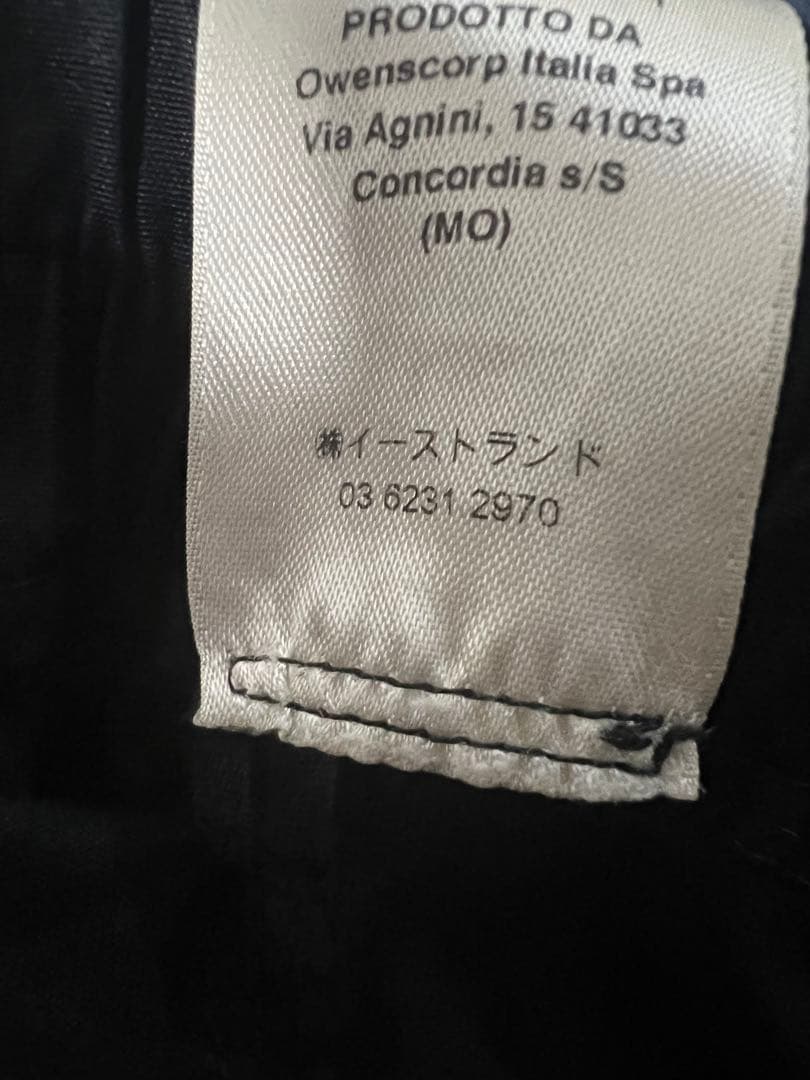 PRODOTTO DA
Owenscorp Italia Spa
Via Agnini, 15 41033
Concordia s/S
(MO)
㈱イーストランド
03 6231 2970